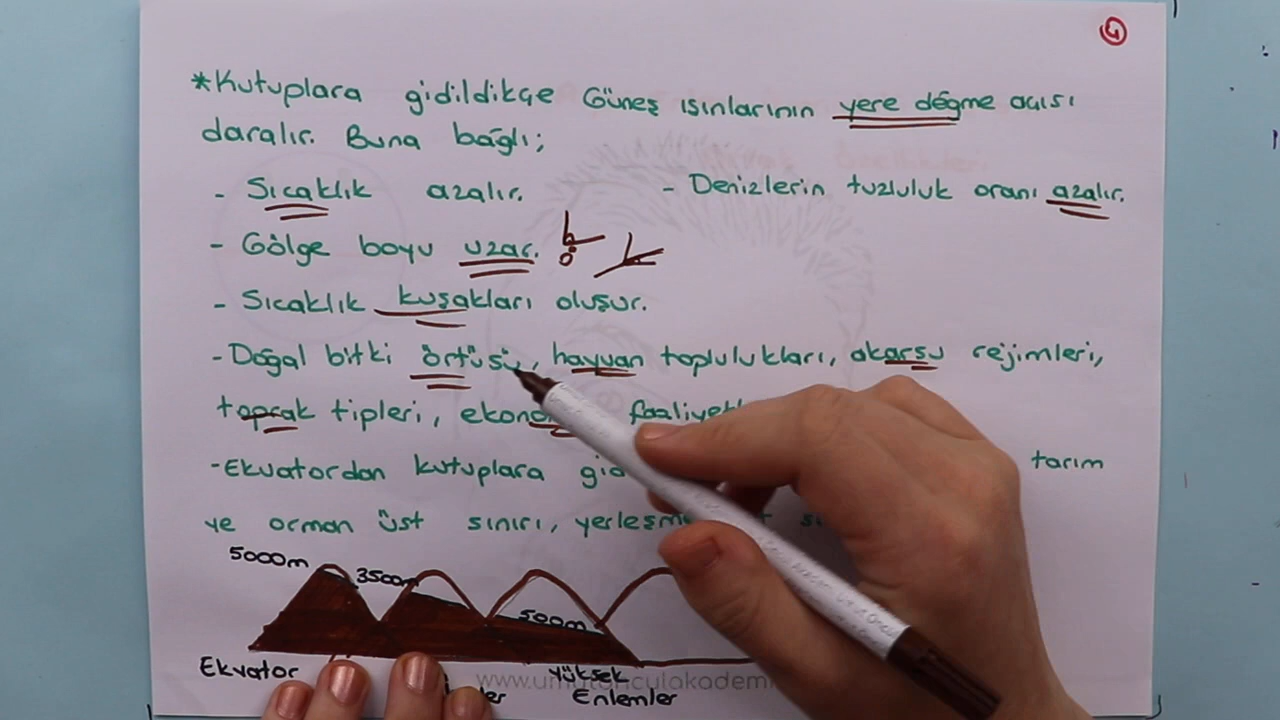 *Kutuplara gidildikçe Güneş ışınlarının yere değme açısı
daralır. Buna bağlı;
- Sıcaklık azalır.
- Denizlerin tuzluluk oranı azalır.
- Gölge boyu uzar.
- Sıcaklık kuşakları oluşur.
- Doğal bitki örtüsü, hayvan toplulukları, akarsu rejimleri,
toprak tipleri,
- Ekvatordan kutuplara tarım
ve orman üst sınırı,
5000m
3500m
500m
Ekvator
yüksek
Enlemler